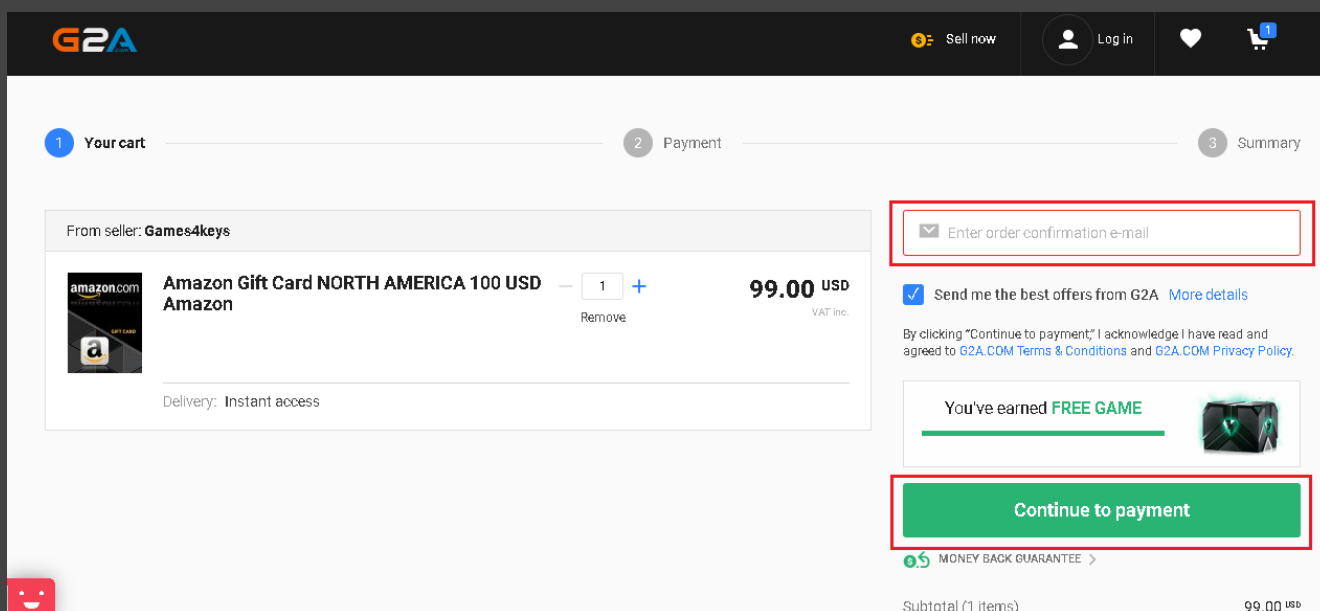 G2A
Sell now
Log in
1
1 Your cart
2 Payment
3 Summary
From seller: Games4keys
amazon.com
GIFT CARD
a
Amazon Gift Card NORTH AMERICA 100 USD
Amazon
1
Remove
99.00 USD
VAT inc.
Delivery: Instant access
Enter order confirmation e-mail
Send me the best offers from G2A More details
By clicking "Continue to payment," I acknowledge I have read and
agreed to G2A.COM Terms & Conditions and G2A.COM Privacy Policy.
You've earned FREE GAME
Continue to payment
MONEY BACK GUARANTEE
Subtotal (1 items) 99.00 USD